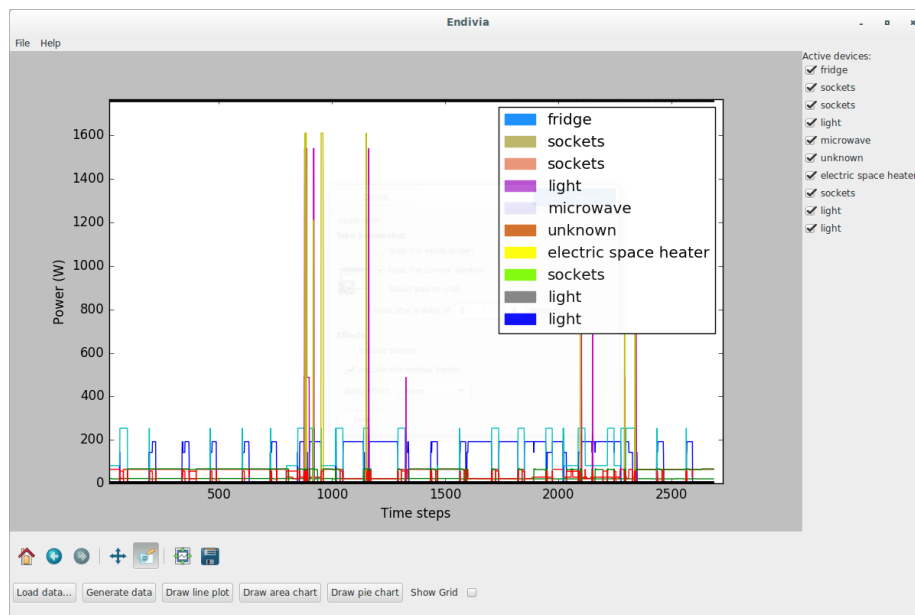 Endivia
File Help
Active devices:
fridge
sockets
sockets
light
microwave
unknown
electric space heater
sockets
light
light
1600
1400
1200
1000
800
600
400
200
0
Power (W)
500
1000
1500
2000
2500
Time steps
fridge
sockets
sockets
light
microwave
unknown
electric space heater
sockets
light
light
Load data... Generate data Draw line plot Draw area chart Draw pie chart Show Grid